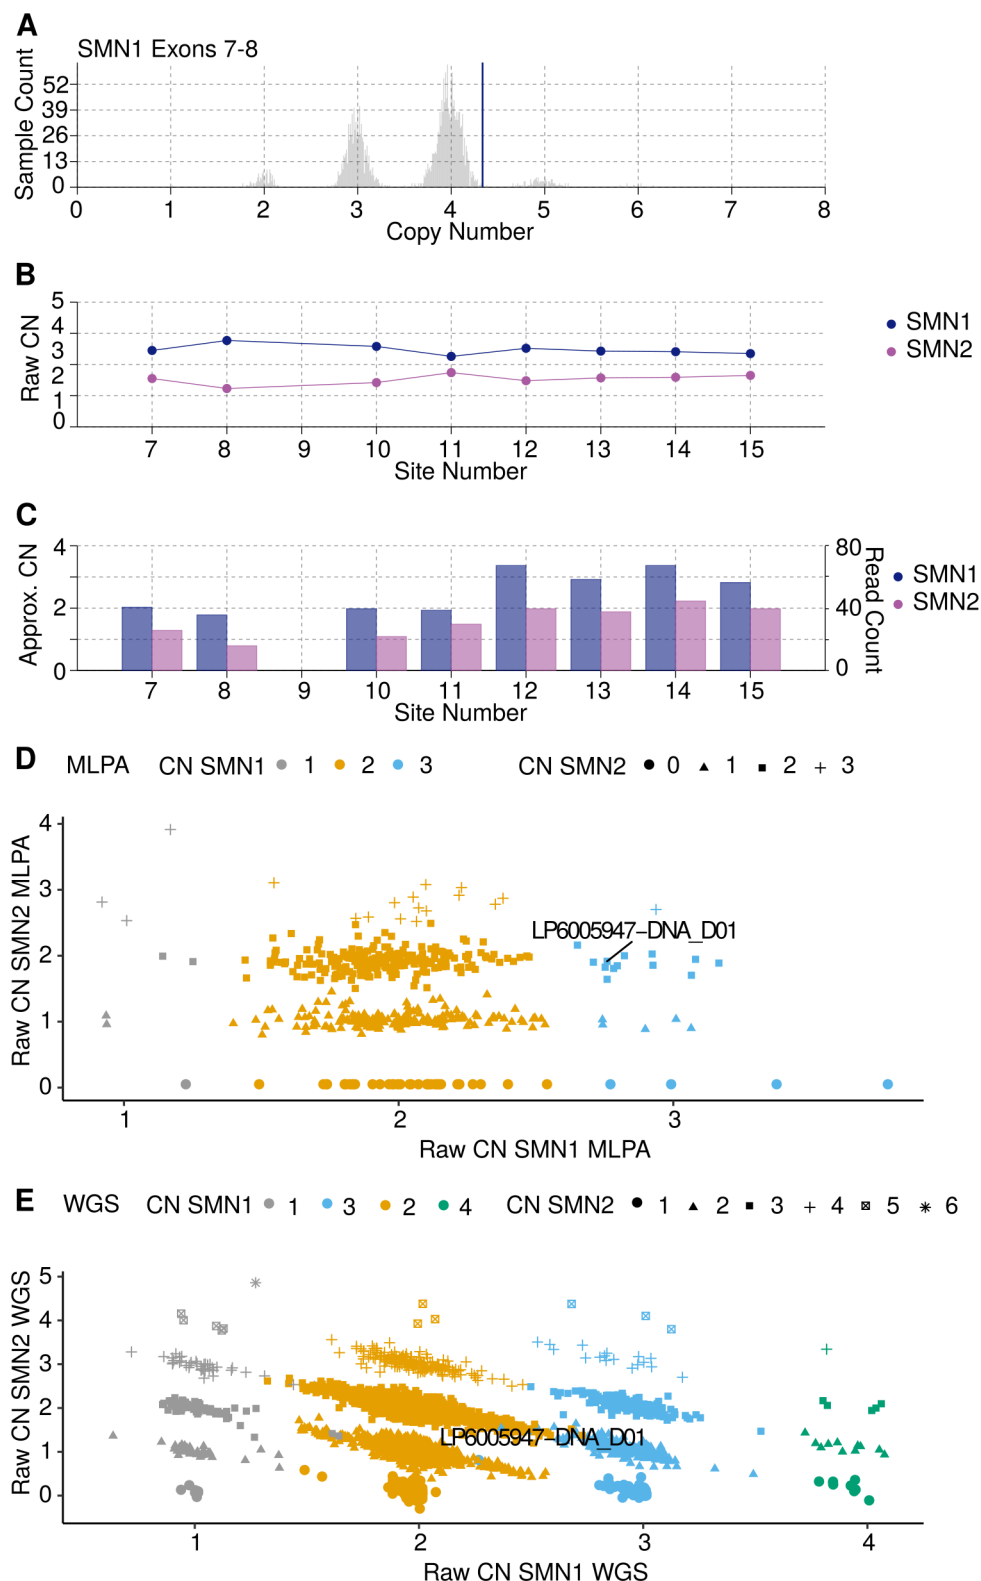 A
SMN1 Exons 7-8
Sample Count
52
39
26
13
0
0 1 2 3 4 5 6 7 8
Copy Number
B
Raw CN
5
4
3
2
1
0
7 8 9 10 11 12 13 14 15
Site Number
SMN1
SMN2
C
Approx. CN
4
2
0
80
40
0
Read Count
7 8 9 10 11 12 13 14 15
Site Number
SMN1
SMN2
D MLPA CN SMN1 1 2 3 CN SMN2 0 1 2 3
Raw CN SMN2 MLPA
4
3
2
1
0
LP6005947-DNA_D01
1 2 3
Raw CN SMN1 MLPA
E WGS CN SMN1 1 3 2 4 CN SMN2 1 2 3 4 5 6
Raw CN SMN2 WGS
5
4
3
2
1
0
LP6005947-DNA_D01
1 2 3 4
Raw CN SMN1 WGS